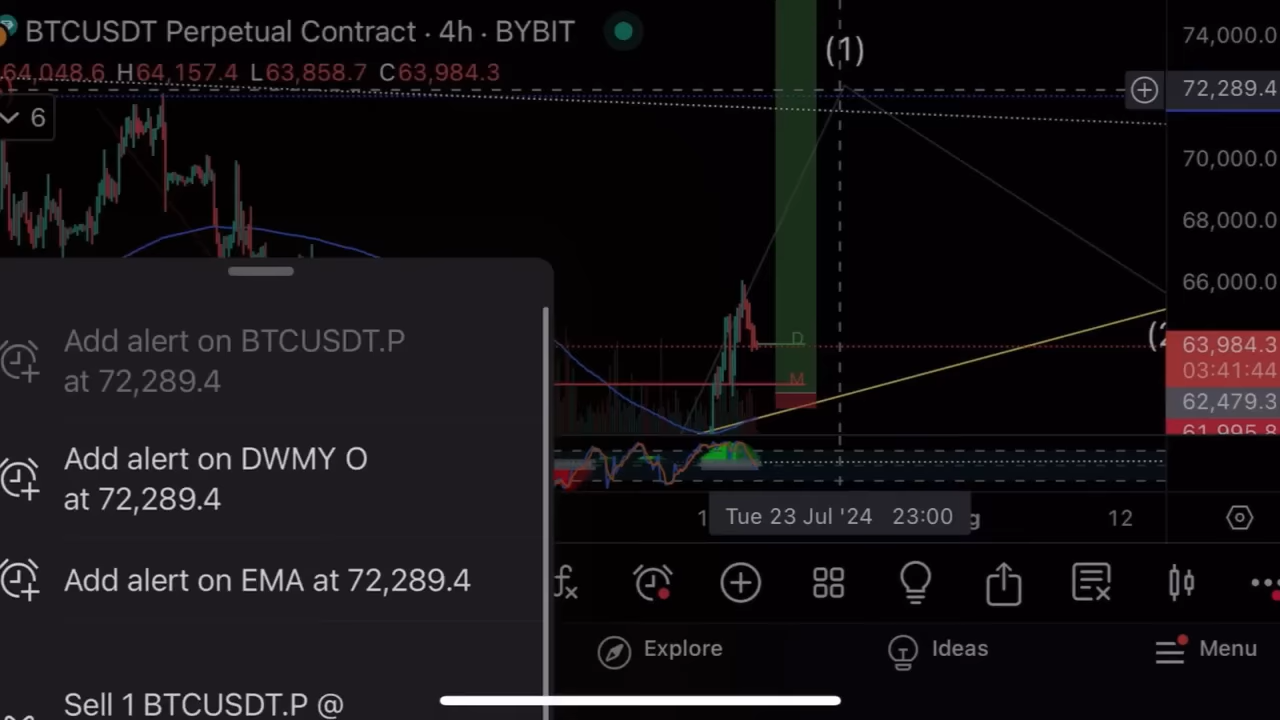 BTCUSDT Perpetual Contract · 4h · BYBIT
64,048.6 H64,157.4 L63,858.7 C63,984.3
6
(1)
74,000.0
72,289.4
70,000.0
68,000.0
66,000.0
D
M
63,984.3
03:41:44
62,479.3
61,995.8
Add alert on BTCUSDT.P
at 72,289.4
Add alert on DWMY O
at 72,289.4
Add alert on EMA at 72,289.4
Sell 1 BTCUSDT.P @
Tue 23 Jul '24 23:00
12
Explore
Ideas
Menu